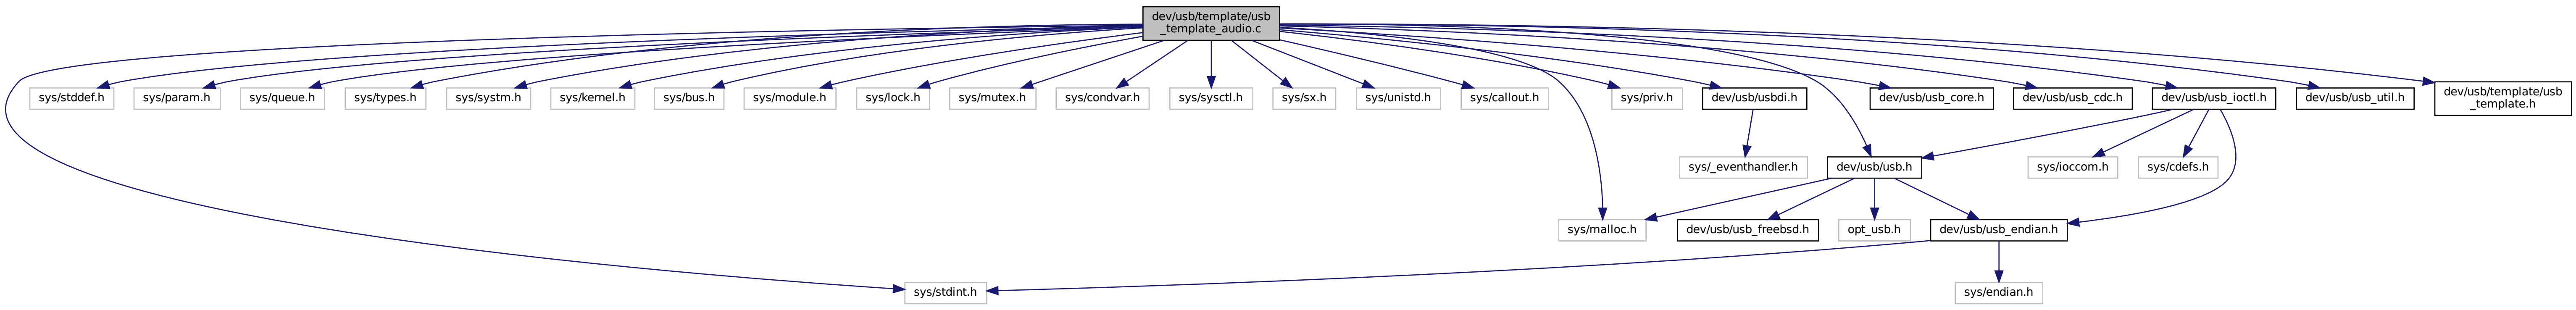 dev/usb/template/usb
_template_audio.c
sys/stddef.h
sys/param.h
sys/queue.h
sys/types.h
sys/systm.h
sys/kernel.h
sys/bus.h
sys/module.h
sys/lock.h
sys/mutex.h
sys/condvar.h
sys/sysctl.h
sys/sx.h
sys/unistd.h
sys/callout.h
sys/priv.h
dev/usb/usbdi.h
dev/usb/usb_core.h
dev/usb/usb_cdc.h
dev/usb/usb_ioctl.h
dev/usb/usb_util.h
dev/usb/template/usb
_template.h
sys/_eventhandler.h
dev/usb/usb.h
sys/ioccom.h
sys/cdefs.h
sys/malloc.h
dev/usb/usb_freebsd.h
opt_usb.h
dev/usb/usb_endian.h
sys/stdint.h
sys/endian.h